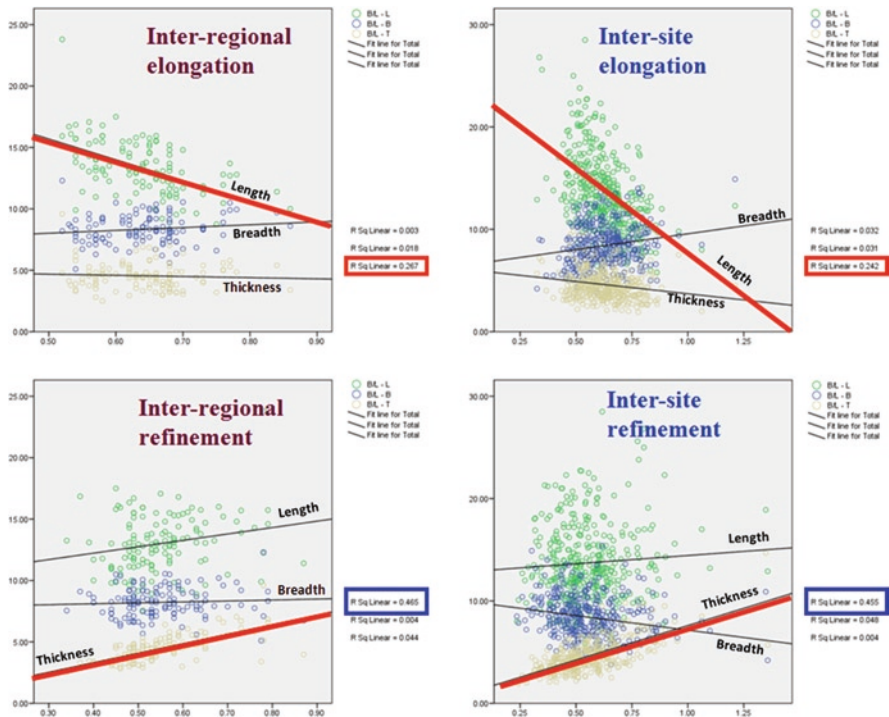 25.00
20.00
15.00
10.00
5.00
0.00
Inter-regional
elongation
Length
Breadth
Thickness
0.50
0.60
0.70
0.80
0.90
B/L - L
B/L - B
B/L - T
Fit line for Total
Fit line for Total
Fit line for Total
R Sq Linear = 0.003
R Sq Linear = 0.018
R Sq Linear = 0.267
30.00
20.00
10.00
0.00
Inter-site
elongation
Breadth
Length
Thickness
0.25
0.50
0.75
1.00
1.25
B/L - L
B/L - B
B/L - T
Fit line for Total
Fit line for Total
Fit line for Total
R Sq Linear = 0.032
R Sq Linear = 0.031
R Sq Linear = 0.242
25.00
20.00
15.00
10.00
5.00
0.00
Inter-regional
refinement
Length
Breadth
Thickness
0.30
0.40
0.50
0.60
0.70
0.80
0.90
B/L - L
B/L - B
B/L - T
Fit line for Total
Fit line for Total
Fit line for Total
R Sq Linear = 0.465
R Sq Linear = 0.004
R Sq Linear = 0.044
30.00
20.00
10.00
0.00
Inter-site
refinement
Length
Thickness
Breadth
0.25
0.50
0.75
1.00
1.25
B/L - L
B/L - B
B/L - T
Fit line for Total
Fit line for Total
Fit line for Total
R Sq Linear = 0.455
R Sq Linear = 0.048
R Sq Linear = 0.004